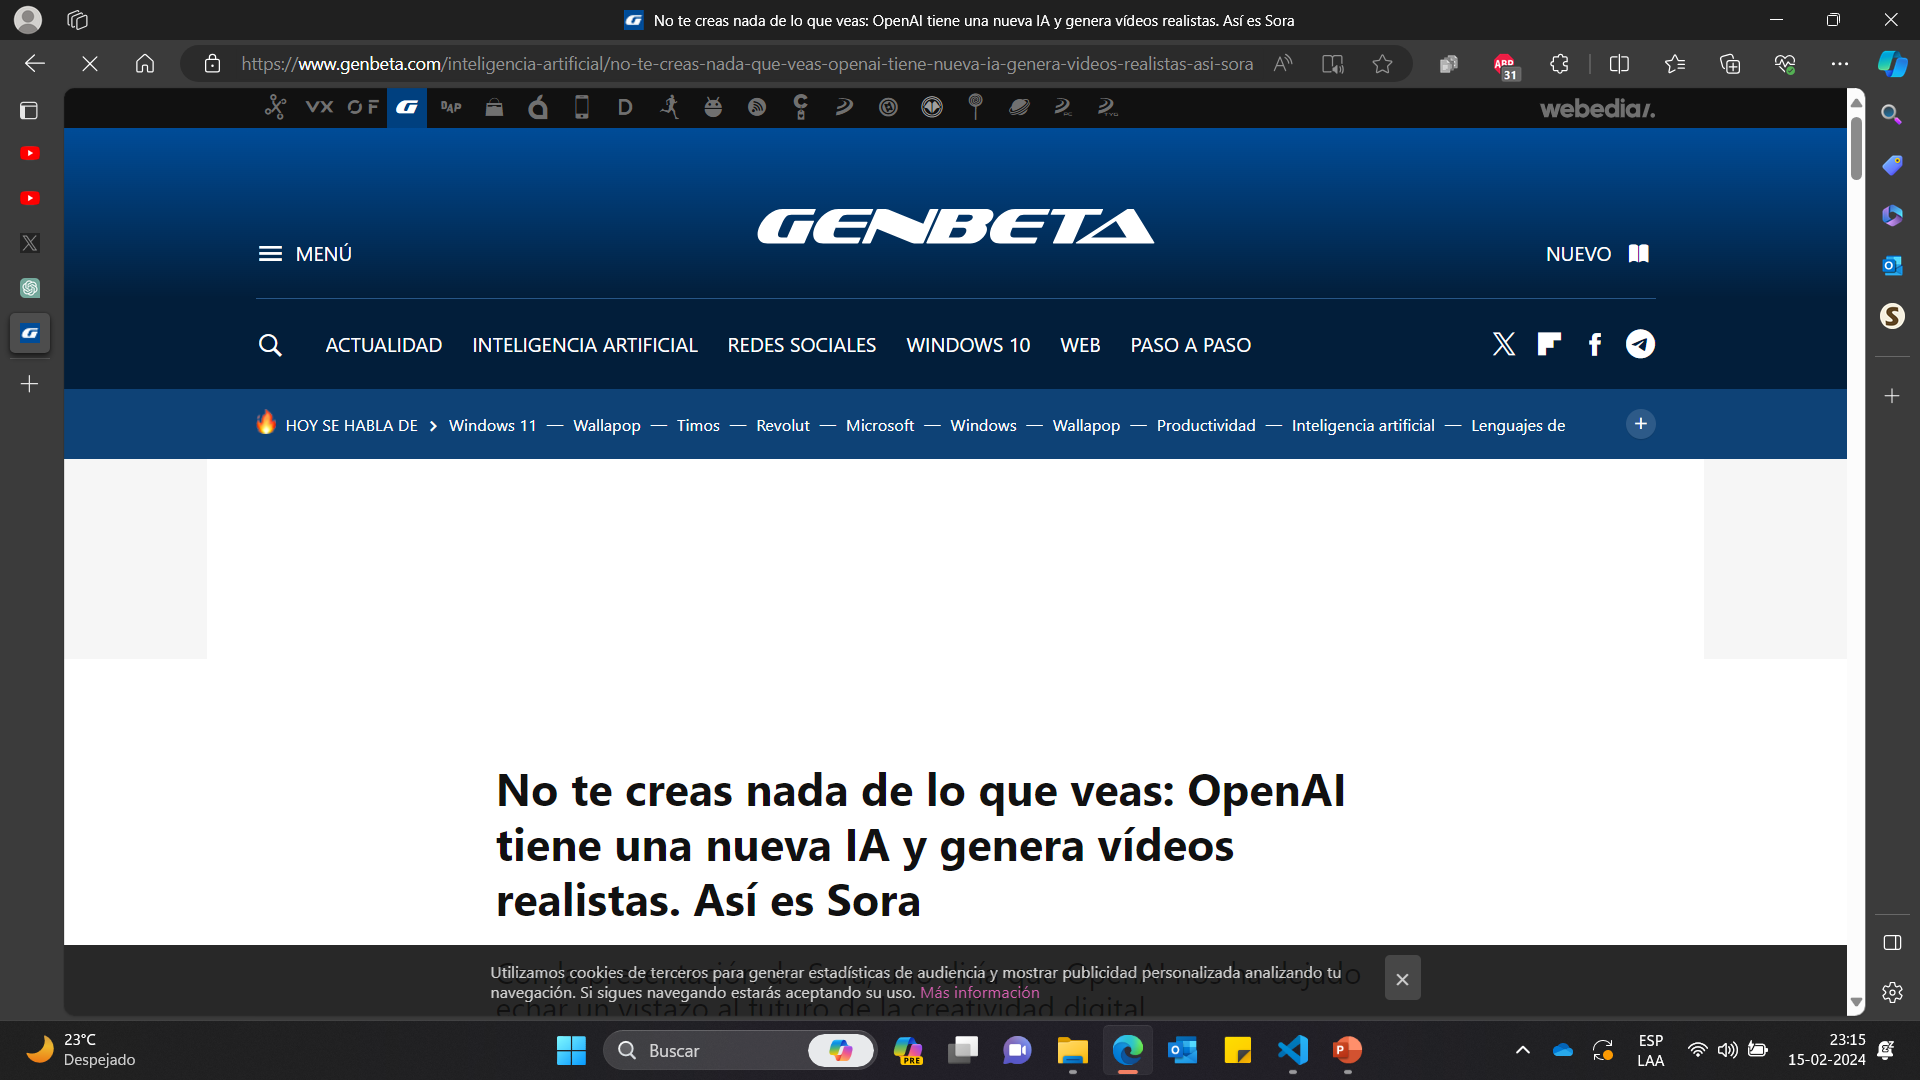 No te creas nada de lo que veas: OpenAI tiene una nueva IA y genera vídeos realistas. Así es Sora
https://www.genbeta.com/inteligencia-artificial/no-te-creas-nada-que-veas-openai-tiene-nueva-ia-genera-videos-realistas-asi-sora
ABP
31
VX OF G DAP D
webedia/.
GENBETA
MENÚ
NUEVO
ACTUALIDAD INTELIGENCIA ARTIFICIAL REDES SOCIALES WINDOWS 10 WEB PASO A PASO
HOY SE HABLA DE > Windows 11 — Wallapop — Timos — Revolut — Microsoft — Windows — Wallapop — Productividad — Inteligencia artificial — Lenguajes de
No te creas nada de lo que veas: OpenAI
tiene una nueva IA y genera vídeos
realistas. Así es Sora
Utilizamos cookies de terceros para generar estadísticas de audiencia y mostrar publicidad personalizada analizando tu
navegación. Si sigues navegando estarás aceptando su uso. Más información
echar un vistazo al futuro de la creatividad digital
23°C
Despejado
Buscar
PRE
ESP
LAA
23:15
15-02-2024